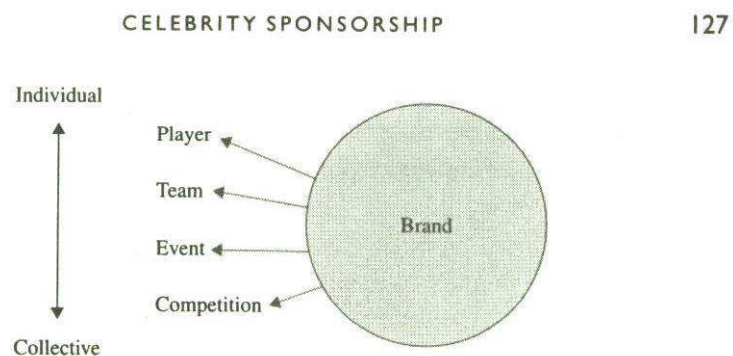 CELEBRITY SPONSORSHIP 127
Individual
Player
Team
Brand
Event
Competition
Collective